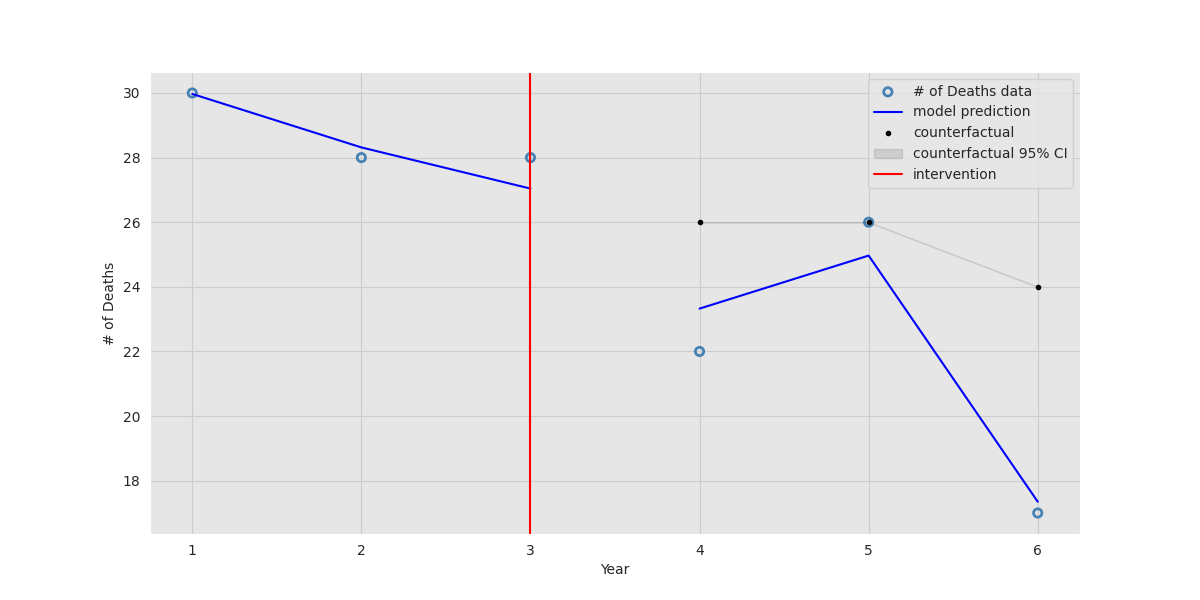 30
28
26
24
22
20
18
# of Deaths
# of Deaths data
model prediction
counterfactual
counterfactual 95% CI
intervention
1 2 3 4 5 6
Year